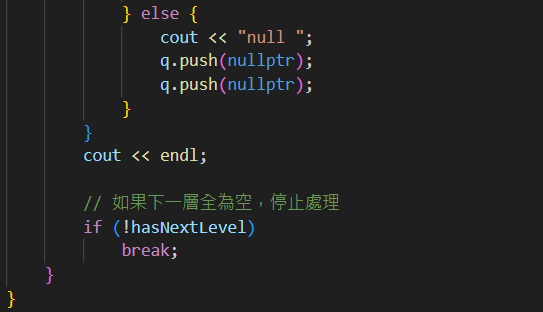 } else {
cout << "null ";
q.push(nullptr);
q.push(nullptr);
}
}
cout << endl;
// 如果下一層全為空，停止處理
if (!hasNextLevel)
break;
}
}